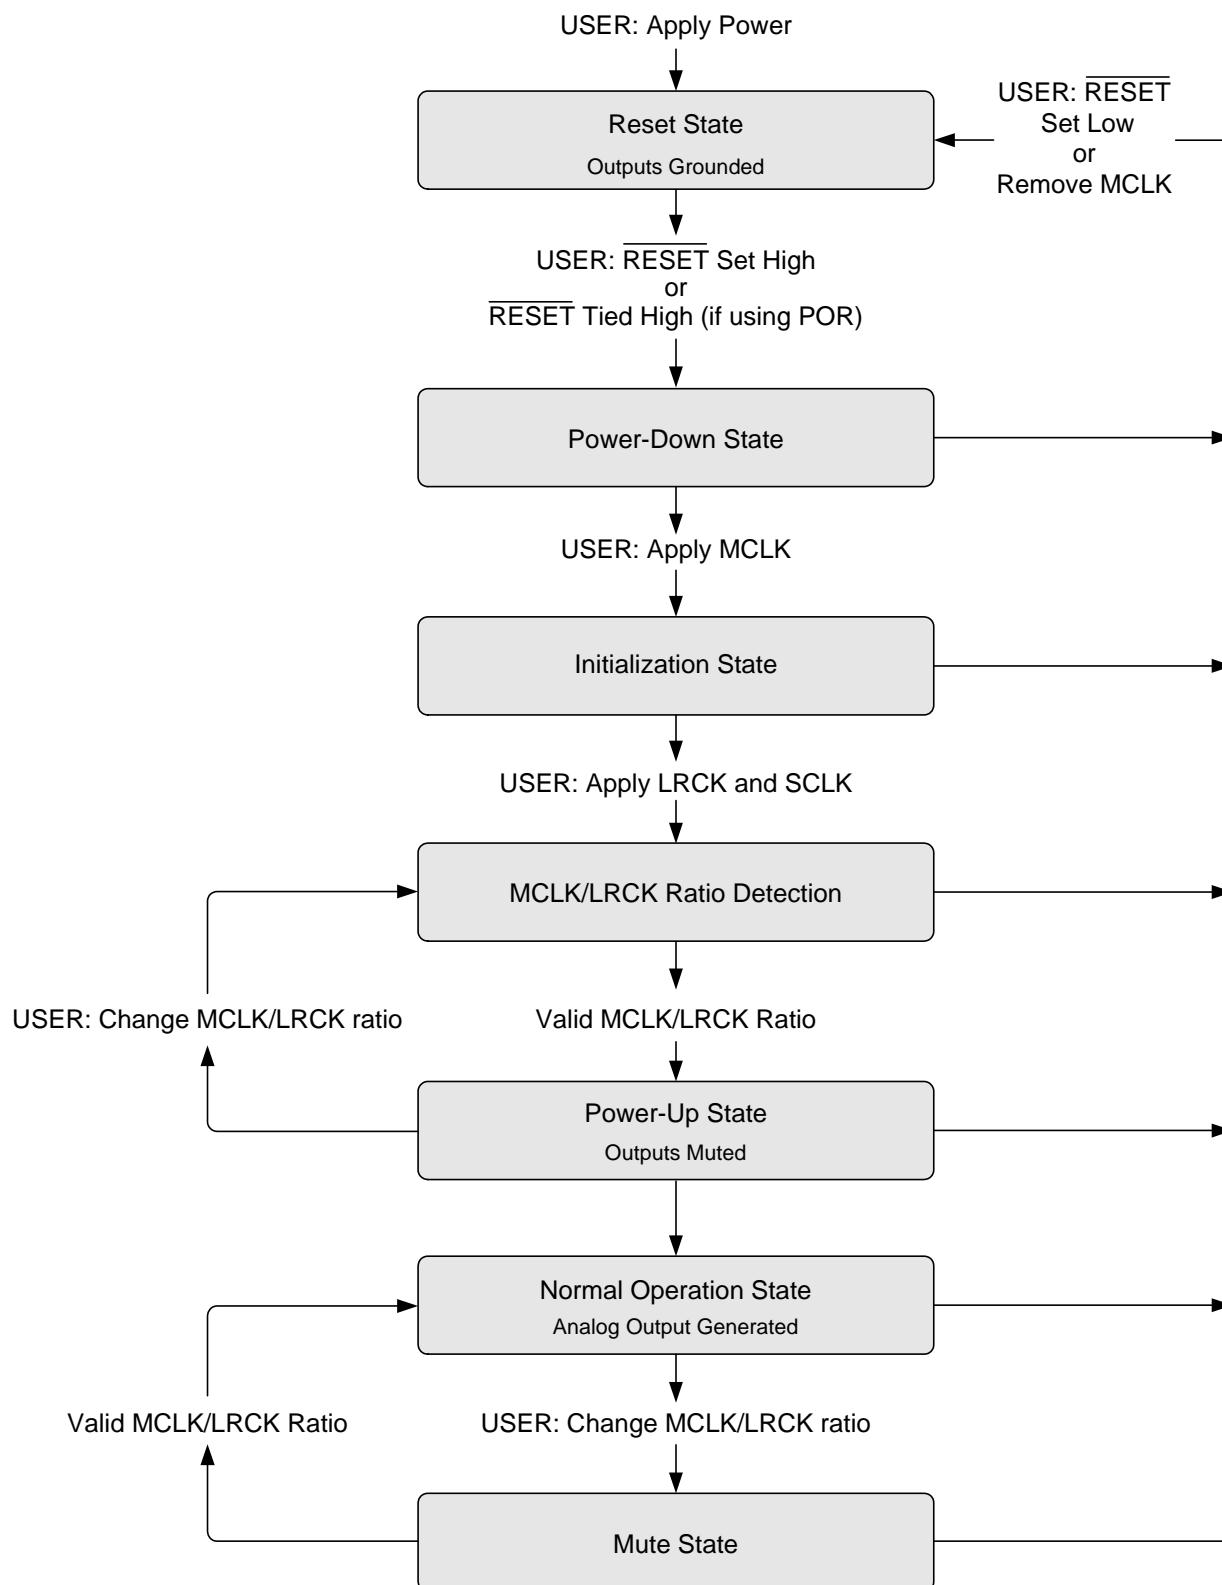 USER: Apply Power
Reset State
Outputs Grounded
USER: RESET
Set Low
or
Remove MCLK
USER: RESET Set High
or
RESET Tied High (if using POR)
Power-Down State
USER: Apply MCLK
Initialization State
USER: Apply LRCK and SCLK
MCLK/LRCK Ratio Detection
USER: Change MCLK/LRCK ratio
Valid MCLK/LRCK Ratio
Power-Up State
Outputs Muted
Normal Operation State
Analog Output Generated
Valid MCLK/LRCK Ratio
USER: Change MCLK/LRCK ratio
Mute State